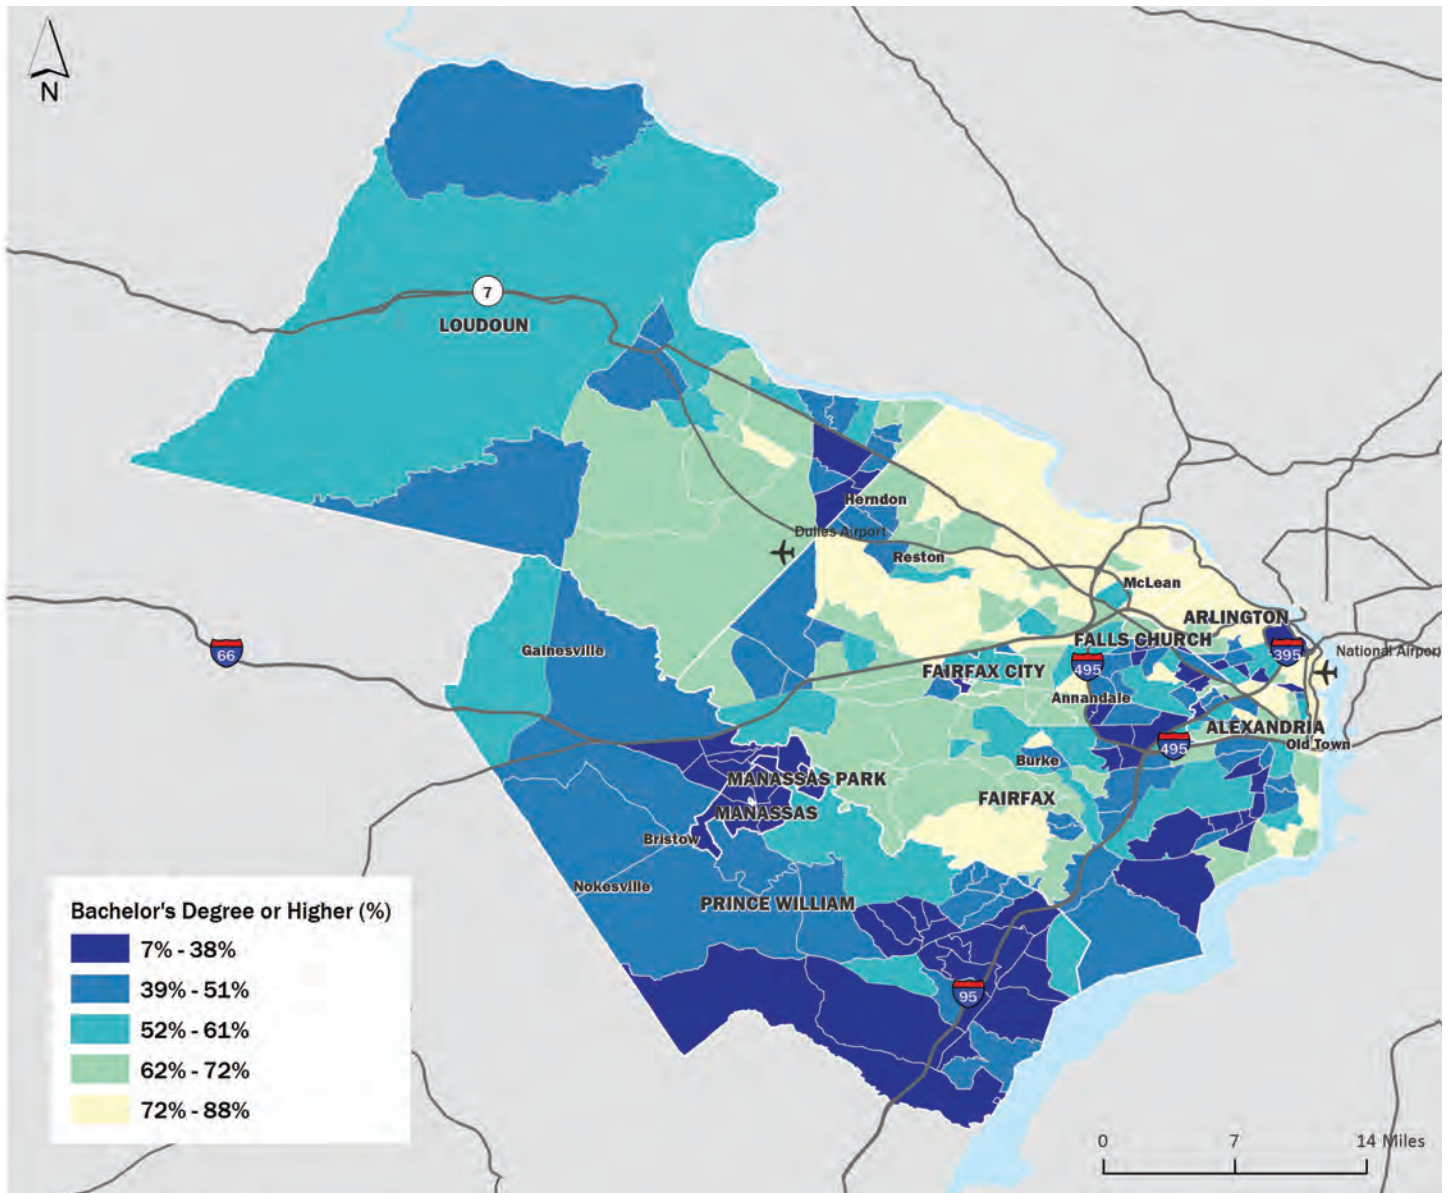 N
7
LOUDOUN
Herndon
Dulles Airport
Reston
McLean
ARLINGTON
FALLS CHURCH
395
National Airport
66
Gainesville
FAIRFAX CITY
495
Annandale
ALEXANDRIA
495
Old Town
Burke
MANASSAS PARK
FAIRFAX
MANASSAS
Bristow
Nokesville
PRINCE WILLIAM
95
Bachelor's Degree or Higher (%)
7% - 38%
39% - 51%
52% - 61%
62% - 72%
72% - 88%
0 7 14 Miles